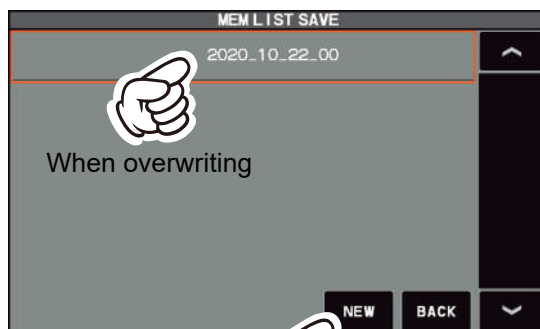 MEM LIST SAVE
2020_10_22_00
When overwriting
NEW BACK